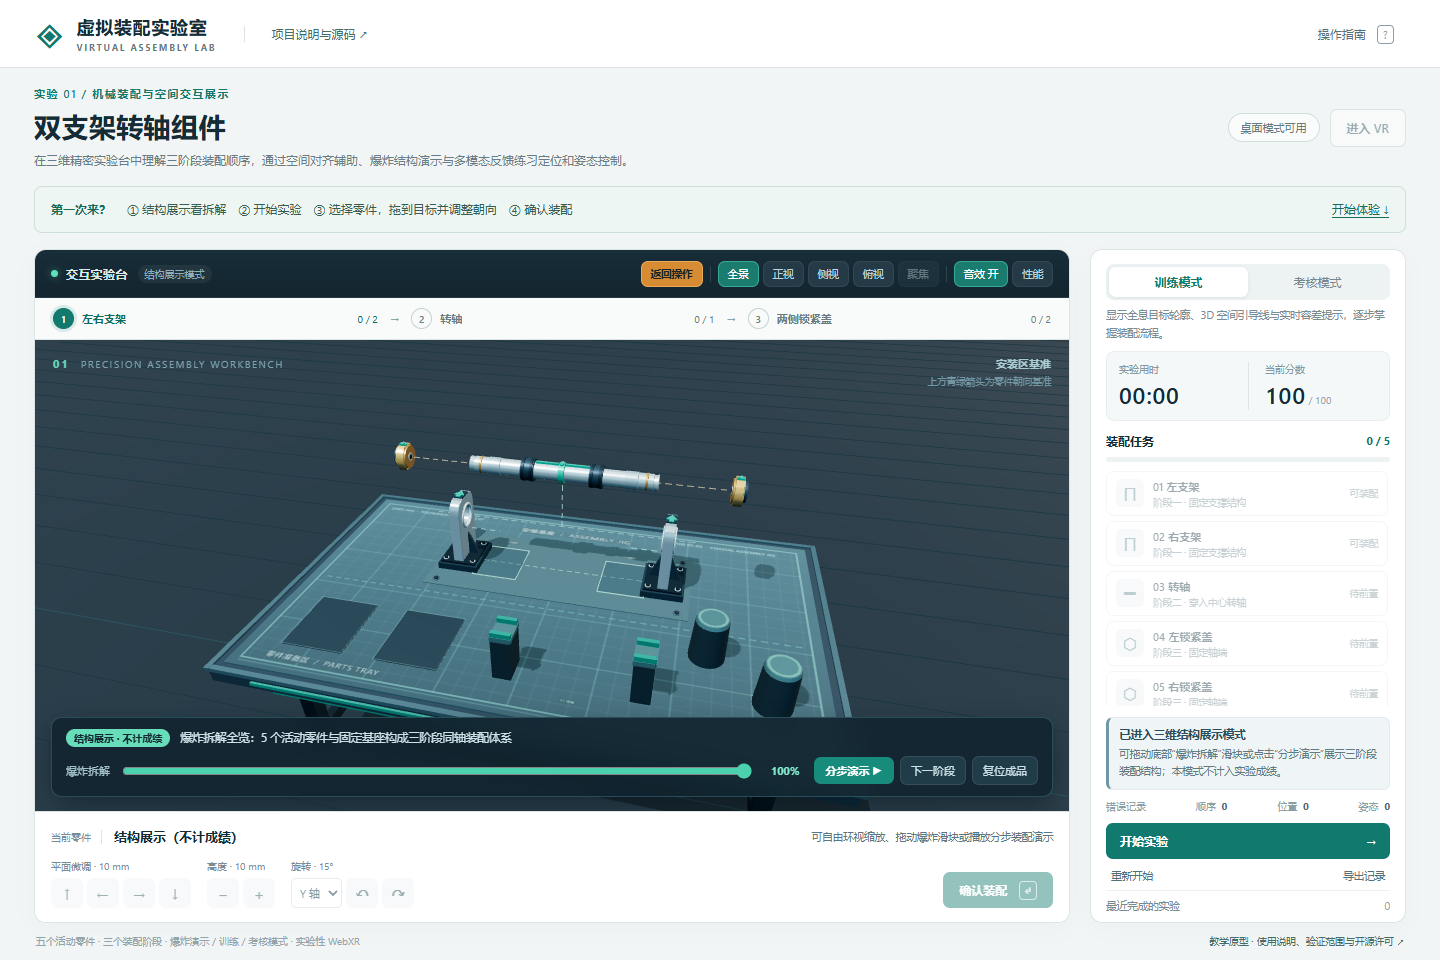 虚拟装配实验室
VIRTUAL ASSEMBLY LAB
项目说明与源码 ↗
操作指南 ?
实验 01 / 机械装配与空间交互展示
双支架转轴组件
在三维精密实验台中理解三阶段装配顺序，通过空间对齐辅助、爆炸结构演示与多模态反馈练习定位和姿态控制。
桌面模式可用
进入 VR
第一次来? ① 结构展示看拆解 ② 开始实验 ③ 选择零件，拖到目标并调整朝向 ④ 确认装配
开始体验 ↓
交互实验台 结构展示模式
返回操作 全景 正视 侧视 俯视 聚焦 音效 开 性能
1 左右支架 0 / 2 → 2 转轴 0 / 1 → 3 两侧锁紧盖 0 / 2
01 PRECISION ASSEMBLY WORKBENCH
安装区基准
上方青绿箭头为零件朝向基准
/ ASSEMBLY JIG
零件准备区 / PARTS TRAY
结构展示 · 不计成绩 爆炸拆解全览：5 个活动零件与固定基座构成三阶段同轴装配体系
爆炸拆解 100% 分步演示 ▶ 下一阶段 复位成品
当前零件 结构展示（不计成绩）
可自由环视缩放、拖动爆炸滑块或播放分步装配演示
平面微调 · 10 mm 高度 · 10 mm 旋转 · 15°
↑ ← → ↓ − + Y 轴 ↶ ↷
确认装配 ↲
训练模式 考核模式
显示全息目标轮廓、3D 空间引导线与实时容差提示，逐步掌
握装配流程。
实验用时 当前分数
00:00 100 / 100
装配任务 0 / 5
01 左支架
阶段一 · 固定支撑结构
可装配
02 右支架
阶段一 · 固定支撑结构
可装配
03 转轴
阶段二 · 穿入中心转轴
待前置
04 左锁紧盖
阶段三 · 固定轴端
待前置
05 右锁紧盖
阶段三 · 固定轴端
待前置
已进入三维结构展示模式
可拖动底部“爆炸拆解”滑块或点击“分步演示”展示三阶段
装配结构；本模式不计入实验成绩。
错误记录 顺序 0 位置 0 姿态 0
开始实验 →
重新开始 导出记录
最近完成的实验 0
五个活动零件 · 三个装配阶段 · 爆炸演示 / 训练 / 考核模式 · 实验性 WebXR
教学原型 · 使用说明、验证范围与开源许可 ↗